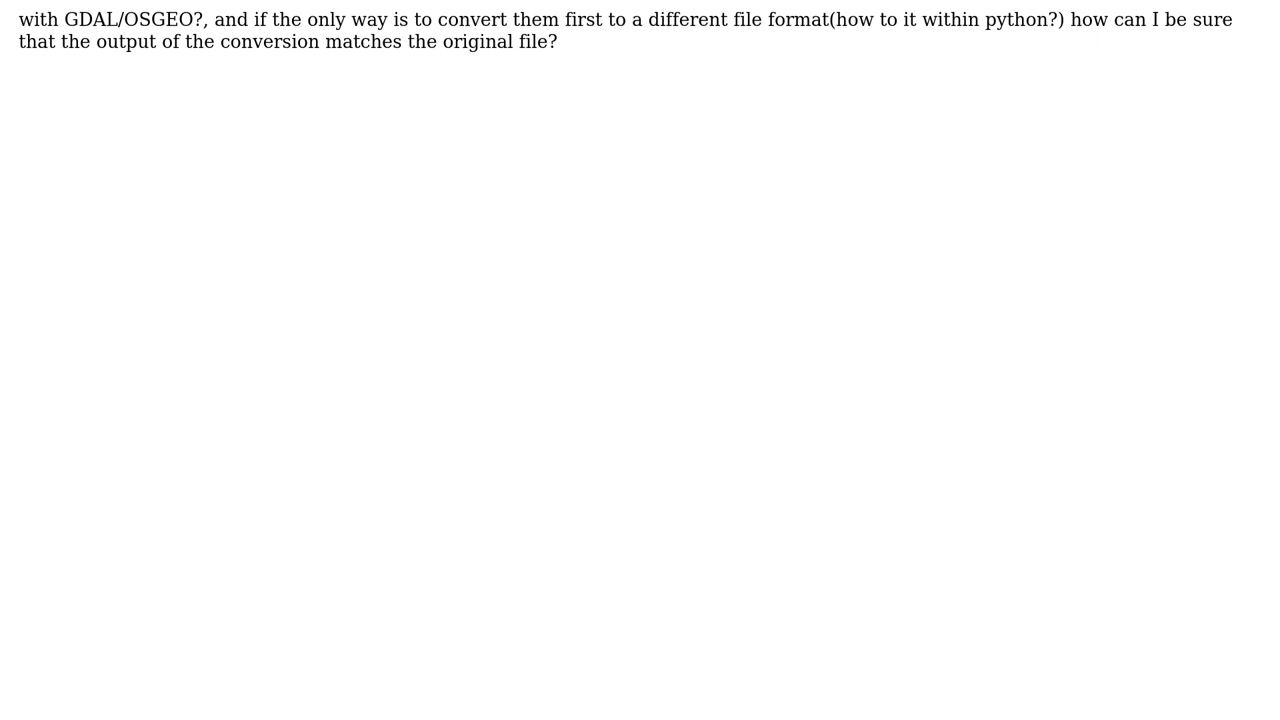 with GDAL/OSGEO?, and if the only way is to convert them first to a different file format(how to it within python?) how can I be sure
that the output of the conversion matches the original file?